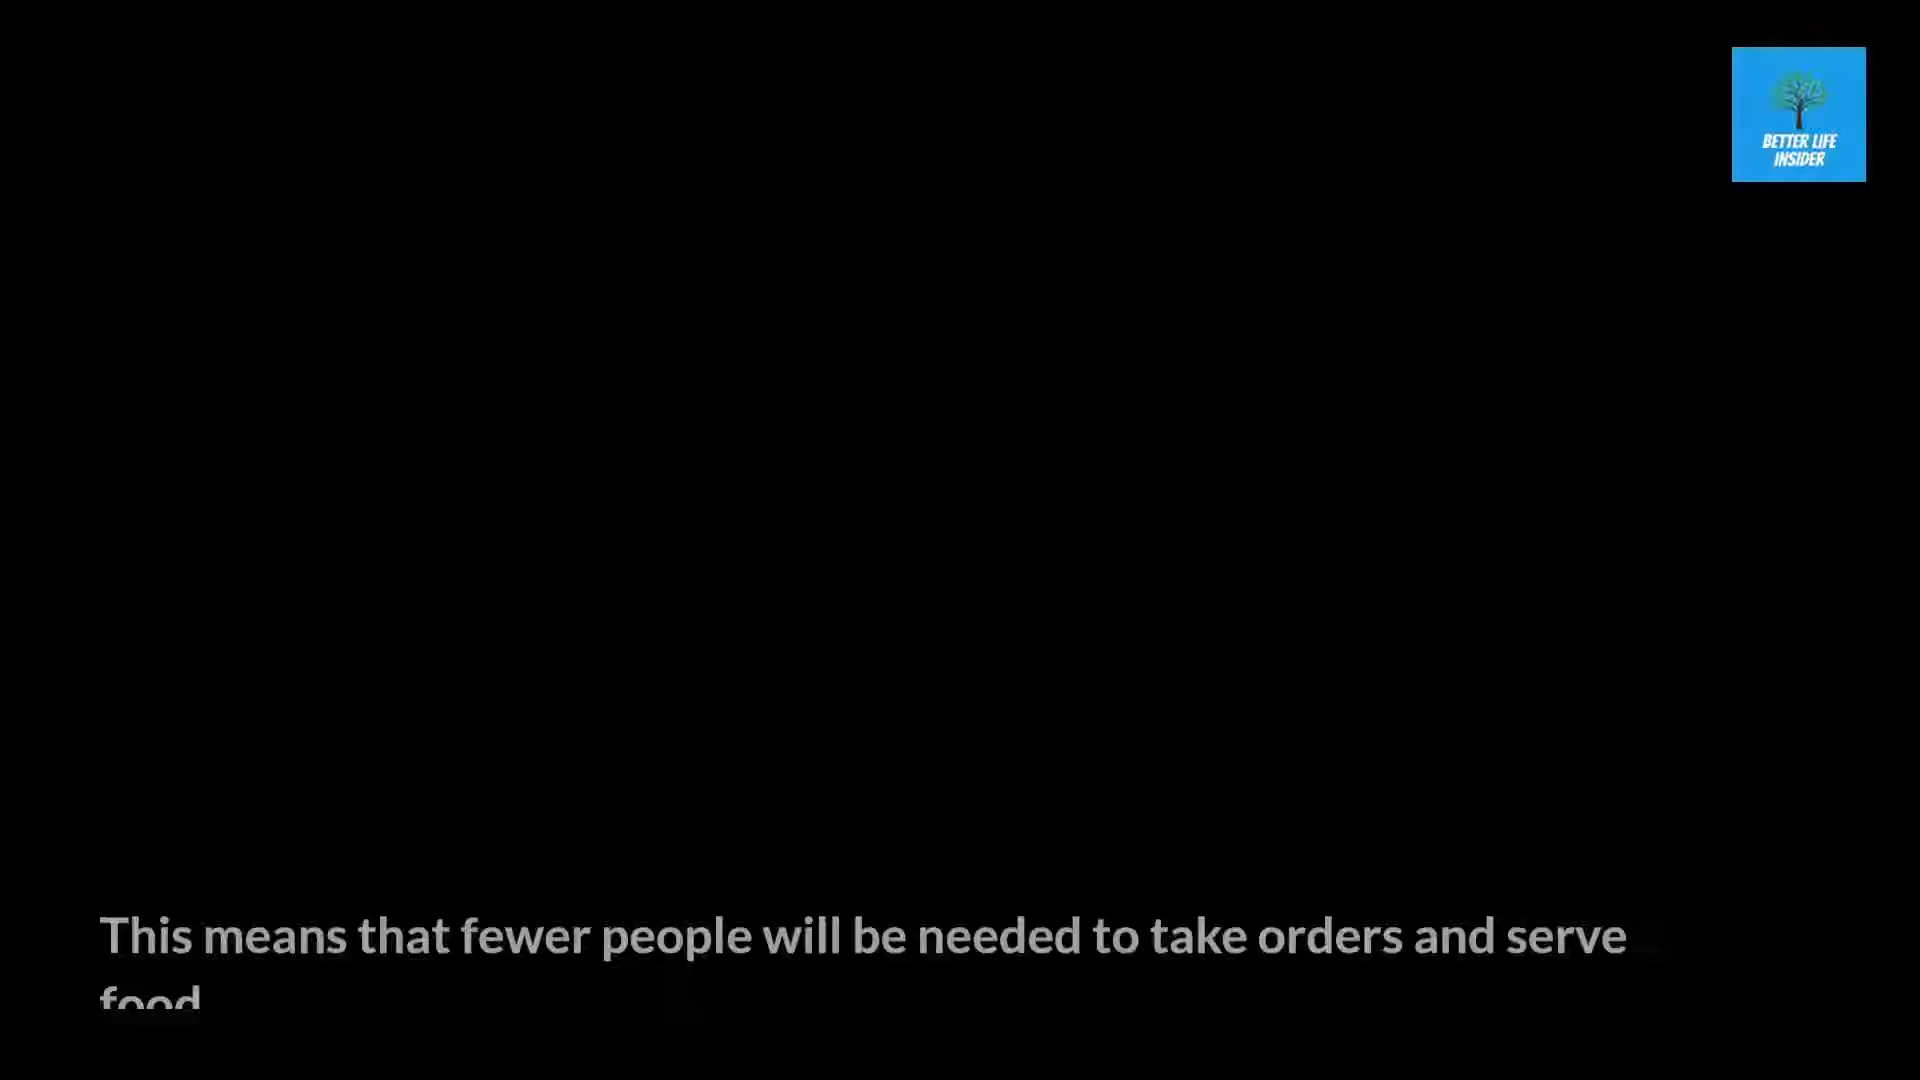 BETTER LIFE
INSIDER
This means that fewer people will be needed to take orders and serve
food